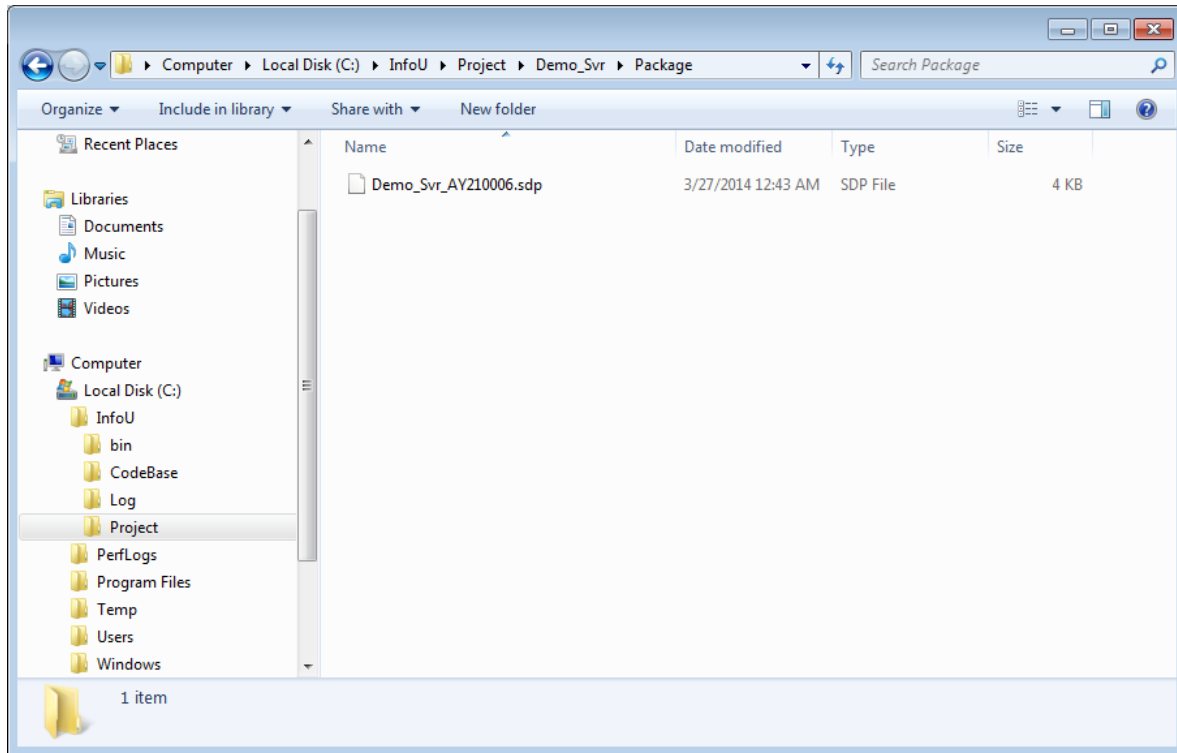 Computer Local Disk (C:) InfoU Project Demo_Svr Package Search Package
Organize Include in library Share with New folder
Recent Places
Libraries
Documents
Music
Pictures
Videos
Computer
Local Disk (C:)
InfoU
bin
CodeBase
Log
Project
PerfLogs
Program Files
Temp
Users
Windows
Name Date modified Type Size
Demo_Svr_AY210006.sdp 3/27/2014 12:43 AM SDP File 4 KB
1 item